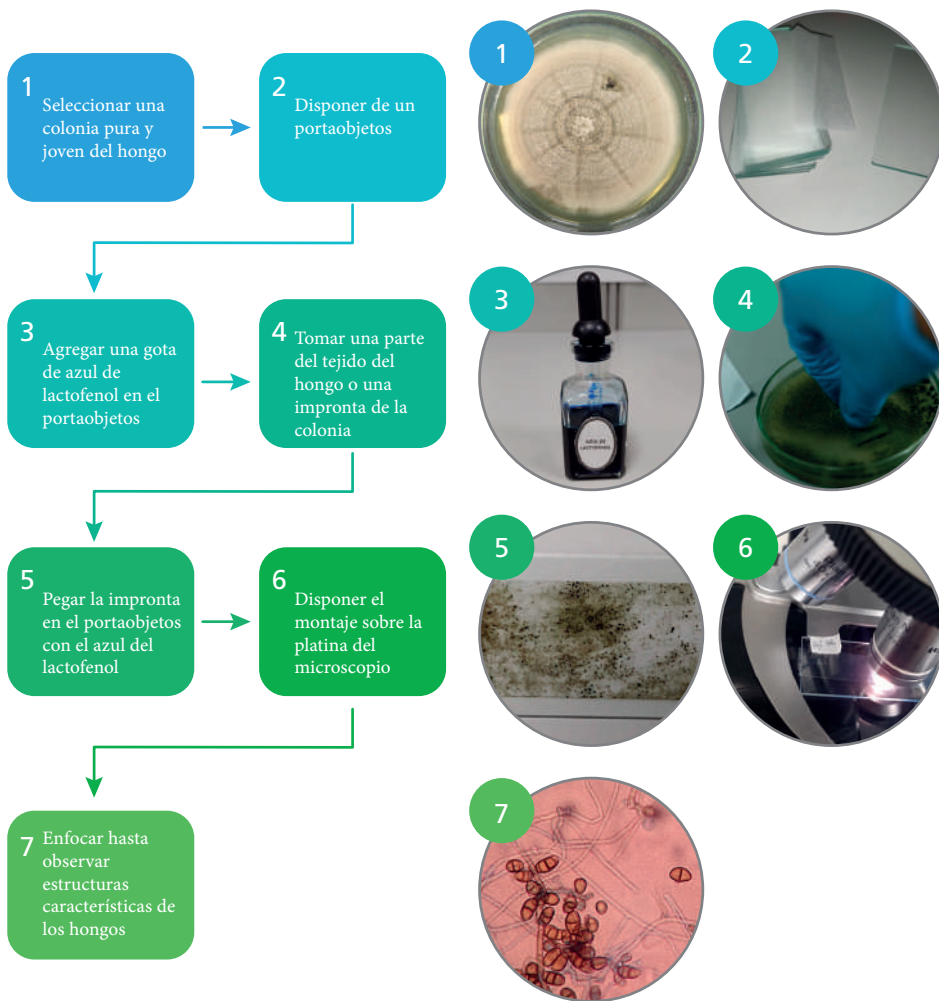 1
Seleccionar una
colonia pura y
joven del hongo
2
Disponer de un
portaobjetos
3
Agregar una gota
de azul de
lactofenol en el
portaobjetos
4
Tomar una parte
del tejido del
hongo o una
impronta de la
colonia
5
Pegar la impronta
en el portaobjetos
con el azul del
lactofenol
6
Disponer el
montaje sobre la
platina del
microscopio
7
Enfocar hasta
observar
estructuras
características de
los hongos
1
2
3
AZUL DE
LACTOFENOL
4
5
6
7